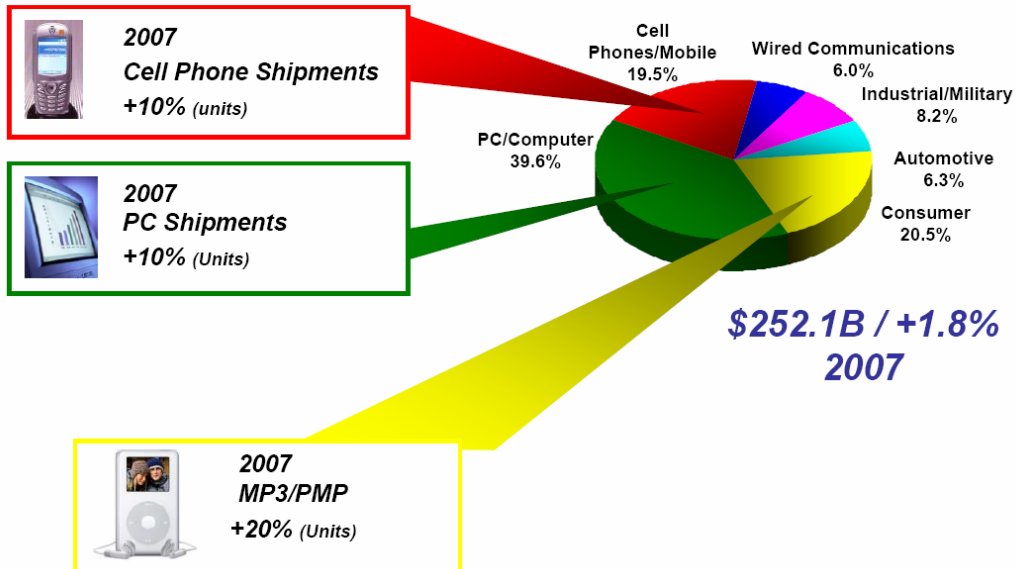 2007
Cell Phone Shipments
+10% (units)
2007
PC Shipments
+10% (Units)
2007
MP3/PMP
+20% (Units)
Cell
Phones/Mobile
19.5%
Wired Communications
6.0%
Industrial/Military
8.2%
Automotive
6.3%
Consumer
20.5%
PC/Computer
39.6%
$252.1B / +1.8%
2007